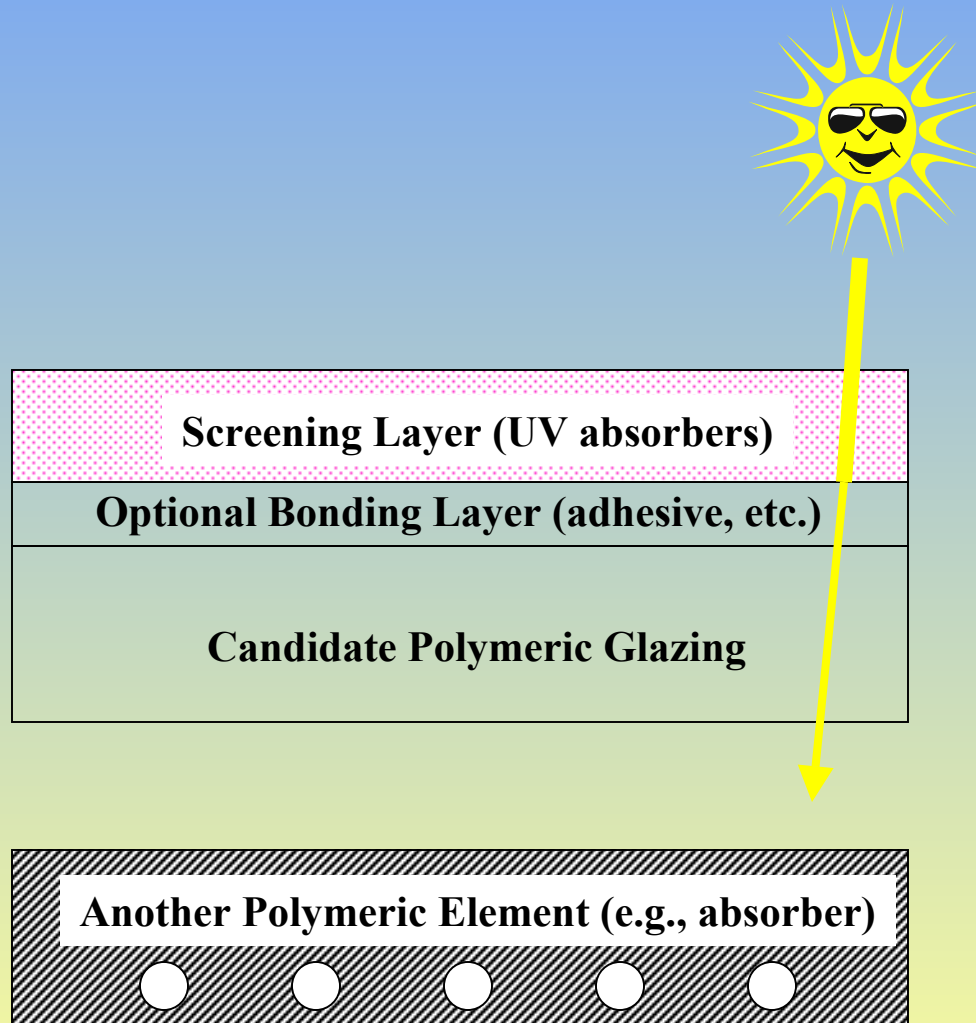 Screening Layer (UV absorbers)
Optional Bonding Layer (adhesive, etc.)
Candidate Polymeric Glazing
Another Polymeric Element (e.g., absorber)